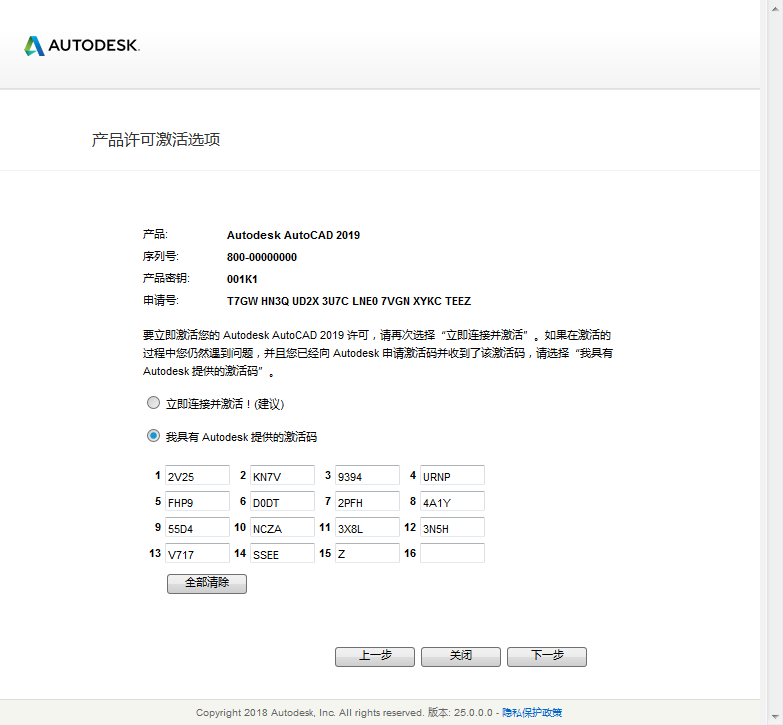 AUTODESK.
产品许可激活选项
产品: Autodesk AutoCAD 2019
序列号: 800-00000000
产品密钥: 001K1
申请号: T7GW HN3Q UD2X 3U7C LNE0 7VGN XYKC TEEZ
要立即激活您的 Autodesk AutoCAD 2019 许可，请再次选择“立即连接并激活”。如果在激活的
过程中您仍然遇到问题，并且您已经向 Autodesk 申请激活码并收到了该激活码，请选择“我具有
Autodesk 提供的激活码”。
立即连接并激活！(建议)
我具有 Autodesk 提供的激活码
1 2V25 2 KN7V 3 9394 4 URNP
5 FHP9 6 D0DT 7 2PFH 8 4A1Y
9 55D4 10 NCZA 11 3X8L 12 3N5H
13 V717 14 SSEE 15 Z 16
全部清除
上一步 关闭 下一步
Copyright 2018 Autodesk, Inc. All rights reserved. 版本: 25.0.0.0 - 隐私保护政策